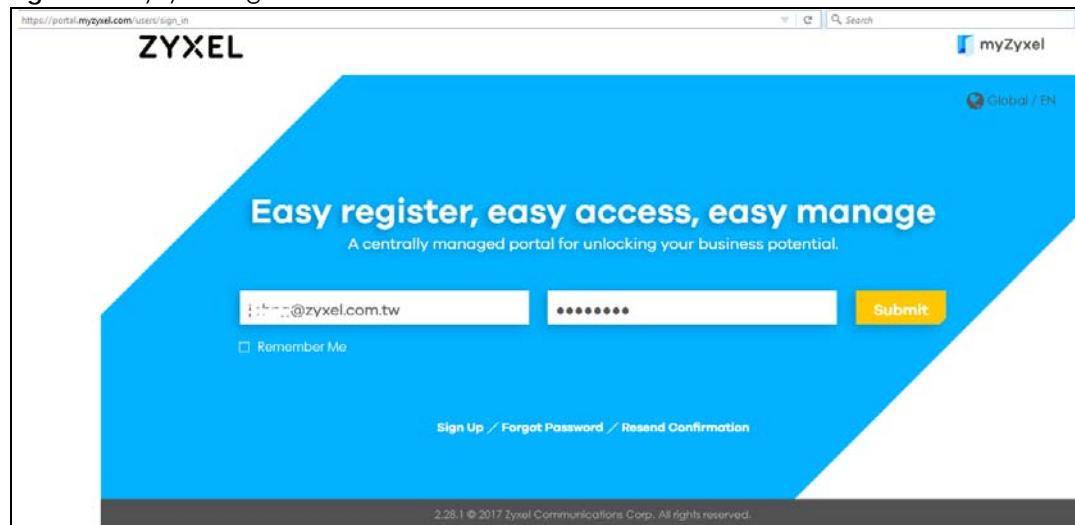 https://portal.myzyxel.com/users/sign_in
Search
ZYXEL
myZyxel
Global / EN
Easy register, easy access, easy manage
A centrally managed portal for unlocking your business potential.
@zyxel.com.tw
Submit
Remember Me
Sign Up / Forgot Password / Resend Confirmation
2.28.1 © 2017 Zyxel Communications Corp. All rights reserved.